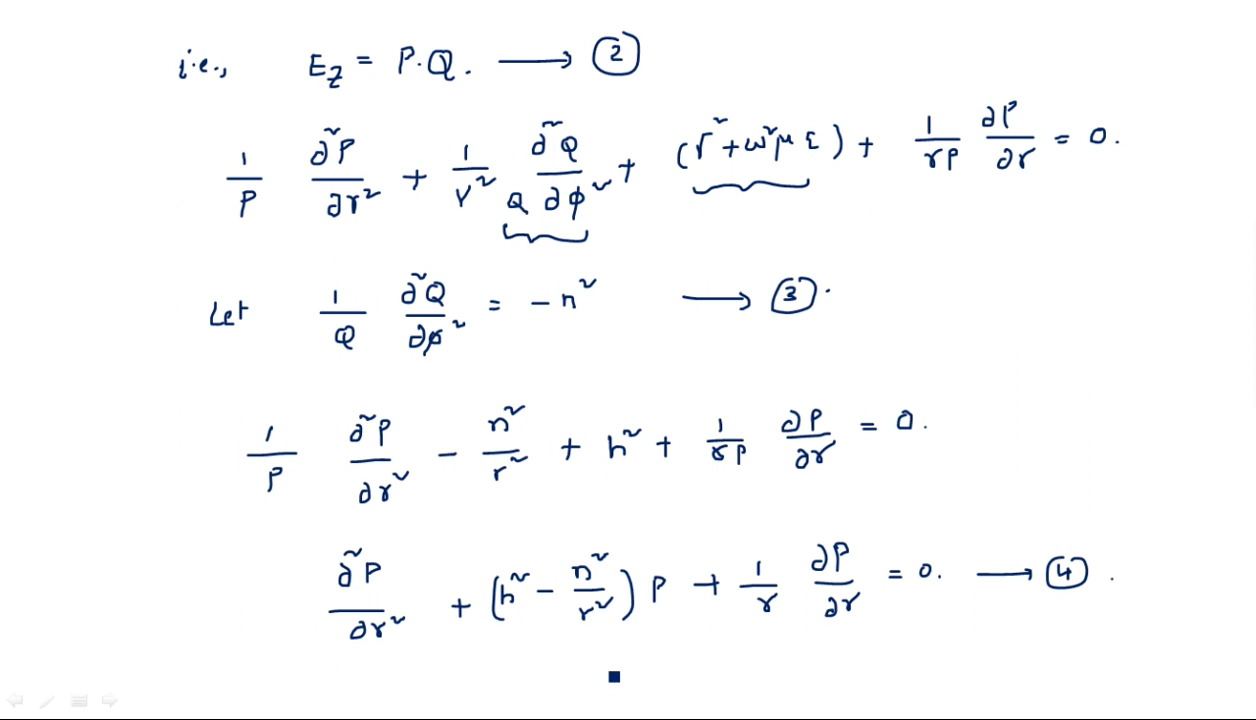 i.e., E_z = P.Q. ⟶ ②
1/P ∂²P/∂r² + 1/r² ∂²Q/Q ∂φ² + (Γ² + ω²με) + 1/rP ∂P/∂r = 0.
Let 1/Q ∂²Q/∂φ² = -n² ⟶ ③.
1/P ∂²P/∂r² - n²/r² + h² + 1/rP ∂P/∂r = 0.
∂²P/∂r² + (h² - n²/r²) P + 1/r ∂P/∂r = 0. ⟶ ④.